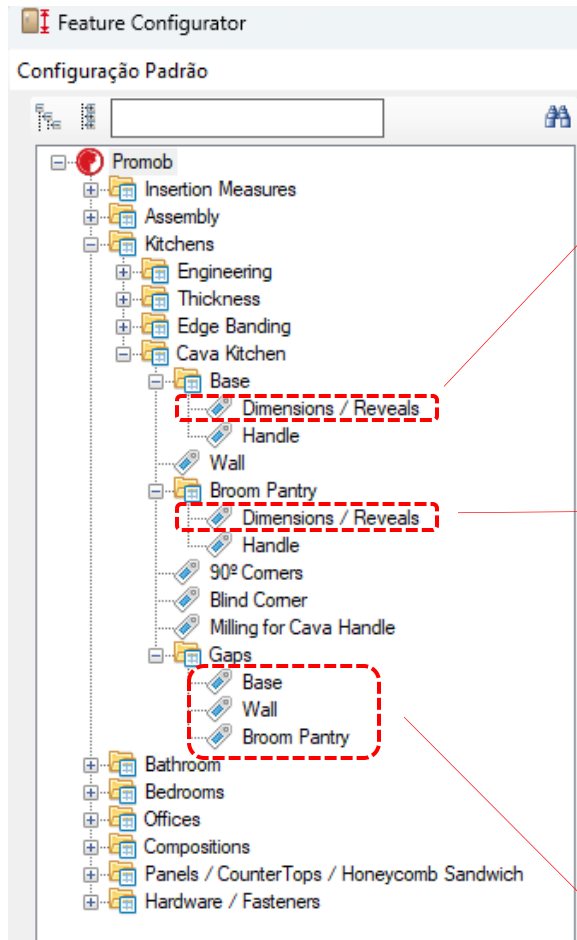 Feature Configurator
Configuração Padrão
Promob
Insertion Measures
Assembly
Kitchens
Engineering
Thickness
Edge Banding
Cava Kitchen
Base
Dimensions / Reveals
Handle
Wall
Broom Pantry
Dimensions / Reveals
Handle
90º Corners
Blind Corner
Milling for Cava Handle
Gaps
Base
Wall
Broom Pantry
Bathroom
Bedrooms
Offices
Compositions
Panels / CounterTops / Honeycomb Sandwich
Hardware / Fasteners